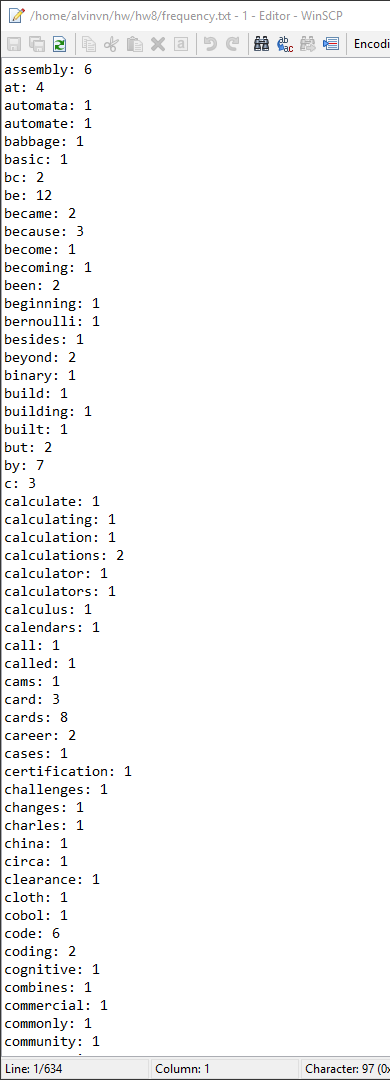 /home/alvinvn/hw/hw8/frequency.txt - 1 - Editor - WinSCP
Encodi
assembly: 6
at: 4
automata: 1
automate: 1
babbage: 1
basic: 1
bc: 2
be: 12
became: 2
because: 3
become: 1
becoming: 1
been: 2
beginning: 1
bernoulli: 1
besides: 1
beyond: 2
binary: 1
build: 1
building: 1
built: 1
but: 2
by: 7
c: 3
calculate: 1
calculating: 1
calculation: 1
calculations: 2
calculator: 1
calculators: 1
calculus: 1
calendars: 1
call: 1
called: 1
cams: 1
card: 3
cards: 8
career: 2
cases: 1
certification: 1
challenges: 1
changes: 1
charles: 1
china: 1
circa: 1
clearance: 1
cloth: 1
cobol: 1
code: 6
coding: 2
cognitive: 1
combines: 1
commercial: 1
commonly: 1
community: 1
Line: 1/634 Column: 1 Character: 97 (0x